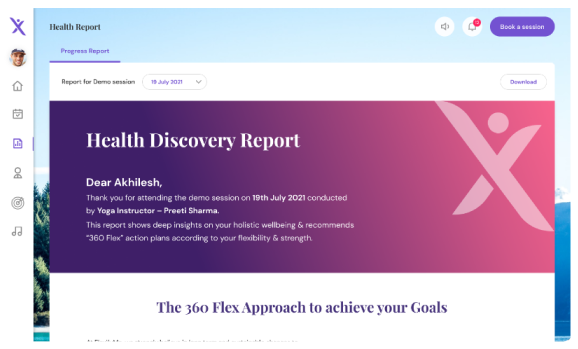 Health Report
Book a session
Progress Report
Report for Demo session
19 July 2021
Download
Health Discovery Report
Dear Akhilesh,
Thank you for attending the demo session on 19th July 2021 conducted
by Yoga Instructor – Preeti Sharma.
This report shows deep insights on your holistic wellbeing & recommends
"360 Flex" action plans according to your flexibility & strength.
The 360 Flex Approach to achieve your Goals